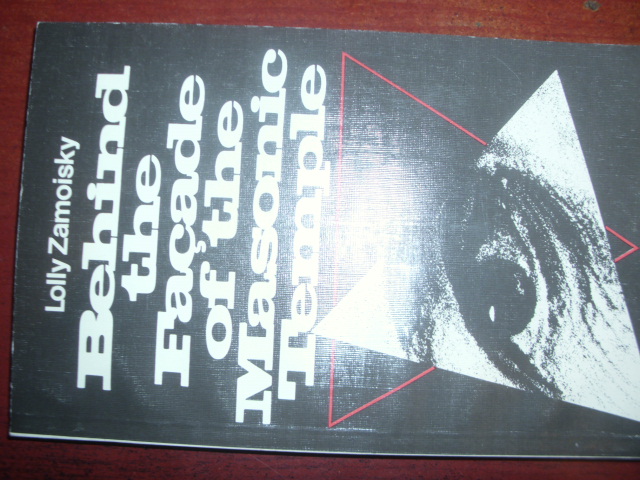 Lolly Zamoisky
Behind
the
Façade
of the
Masonic
Temple